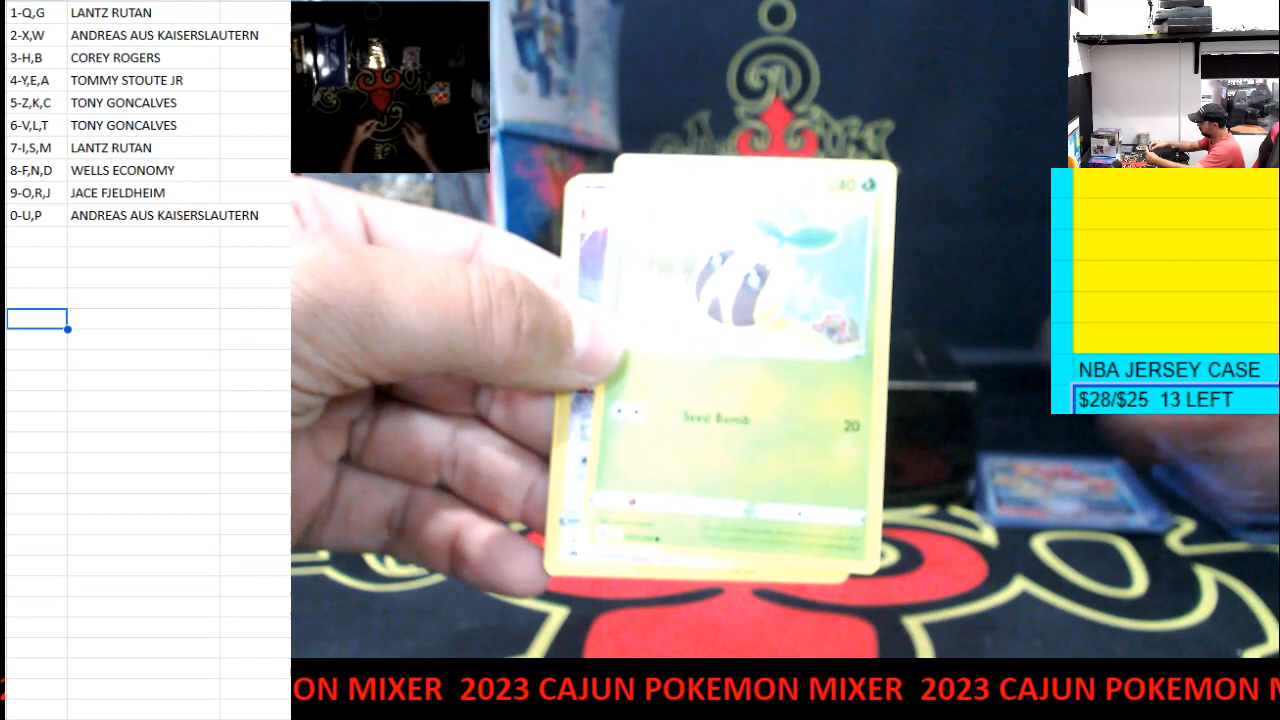 1-Q,G LANTZ RUTAN
2-X,W ANDREAS AUS KAISERSLAUTERN
3-H,B COREY ROGERS
4-Y,E,A TOMMY STOUTE JR
5-Z,K,C TONY GONCALVES
6-V,L,T TONY GONCALVES
7-I,S,M LANTZ RUTAN
8-F,N,D WELLS ECONOMY
9-O,R,J JACE FJELDHEIM
0-U,P ANDREAS AUS KAISERSLAUTERN
40
Seed Bomb 20
NBA JERSEY CASE
$28/$25 13 LEFT
ON MIXER 2023 CAJUN POKEMON MIXER 2023 CAJUN POKEMON